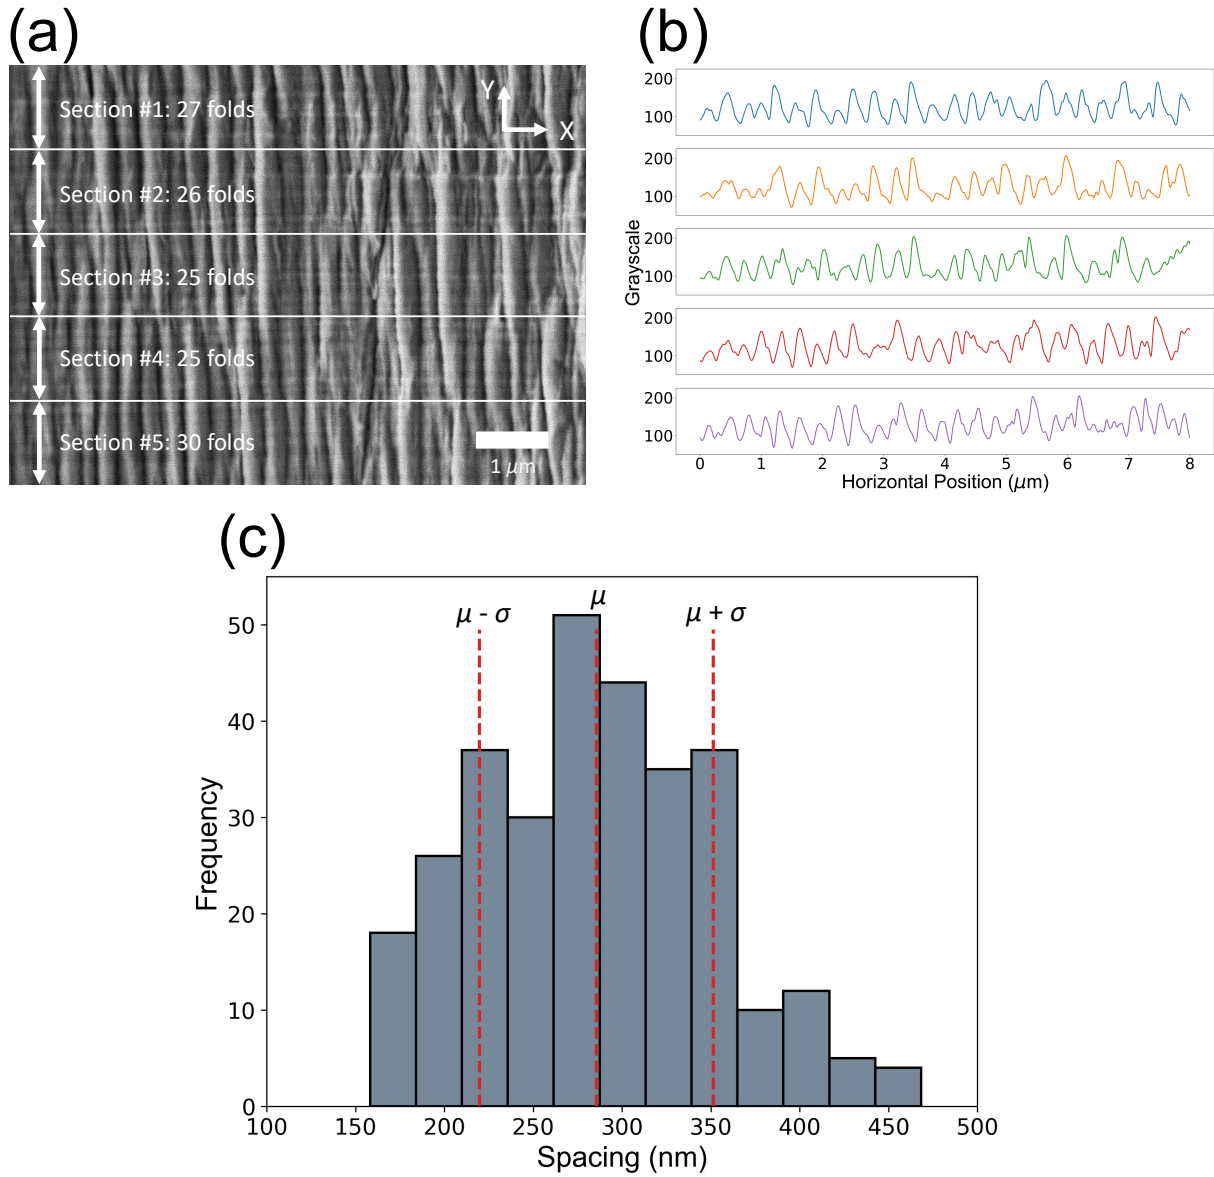 (a)
Section #1: 27 folds
Y
X
Section #2: 26 folds
Section #3: 25 folds
Section #4: 25 folds
Section #5: 30 folds
1 μm
(b)
200
100
200
100
200
100
200
100
200
100
Grayscale
0 1 2 3 4 5 6 7 8
Horizontal Position (μm)
(c)
μ - σ
μ
μ + σ
50
40
30
20
10
0
Frequency
100 150 200 250 300 350 400 450 500
Spacing (nm)